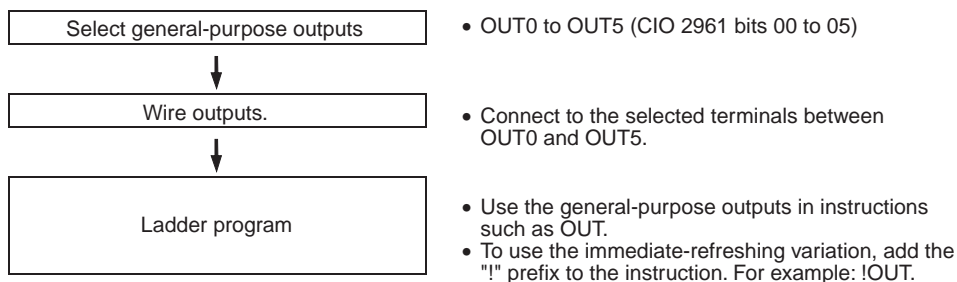 Select general-purpose outputs
• OUT0 to OUT5 (CIO 2961 bits 00 to 05)
Wire outputs.
• Connect to the selected terminals between
OUT0 and OUT5.
Ladder program
• Use the general-purpose outputs in instructions
such as OUT.
• To use the immediate-refreshing variation, add the
"!" prefix to the instruction. For example: !OUT.